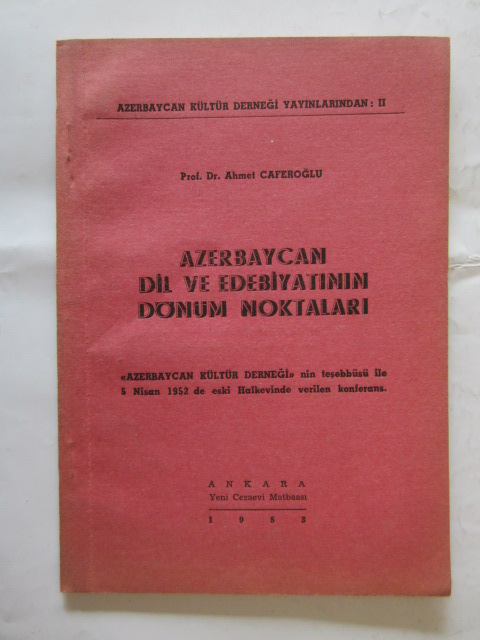 AZERBAYCAN KÜLTÜR DERNEĞİ YAYINLARINDAN: II
Prof. Dr. Ahmet CAFEROĞLU
AZERBAYCAN
DİL VE EDEBİYATININ
DÖNÜM NOKTALARI
«AZERBAYCAN KÜLTÜR DERNEĞİ» nin teşebbüsü ile
5 Nisan 1952 de eski Halkevinde verilen konferans.
ANKARA
Yeni Cezaevi Matbaası
1953